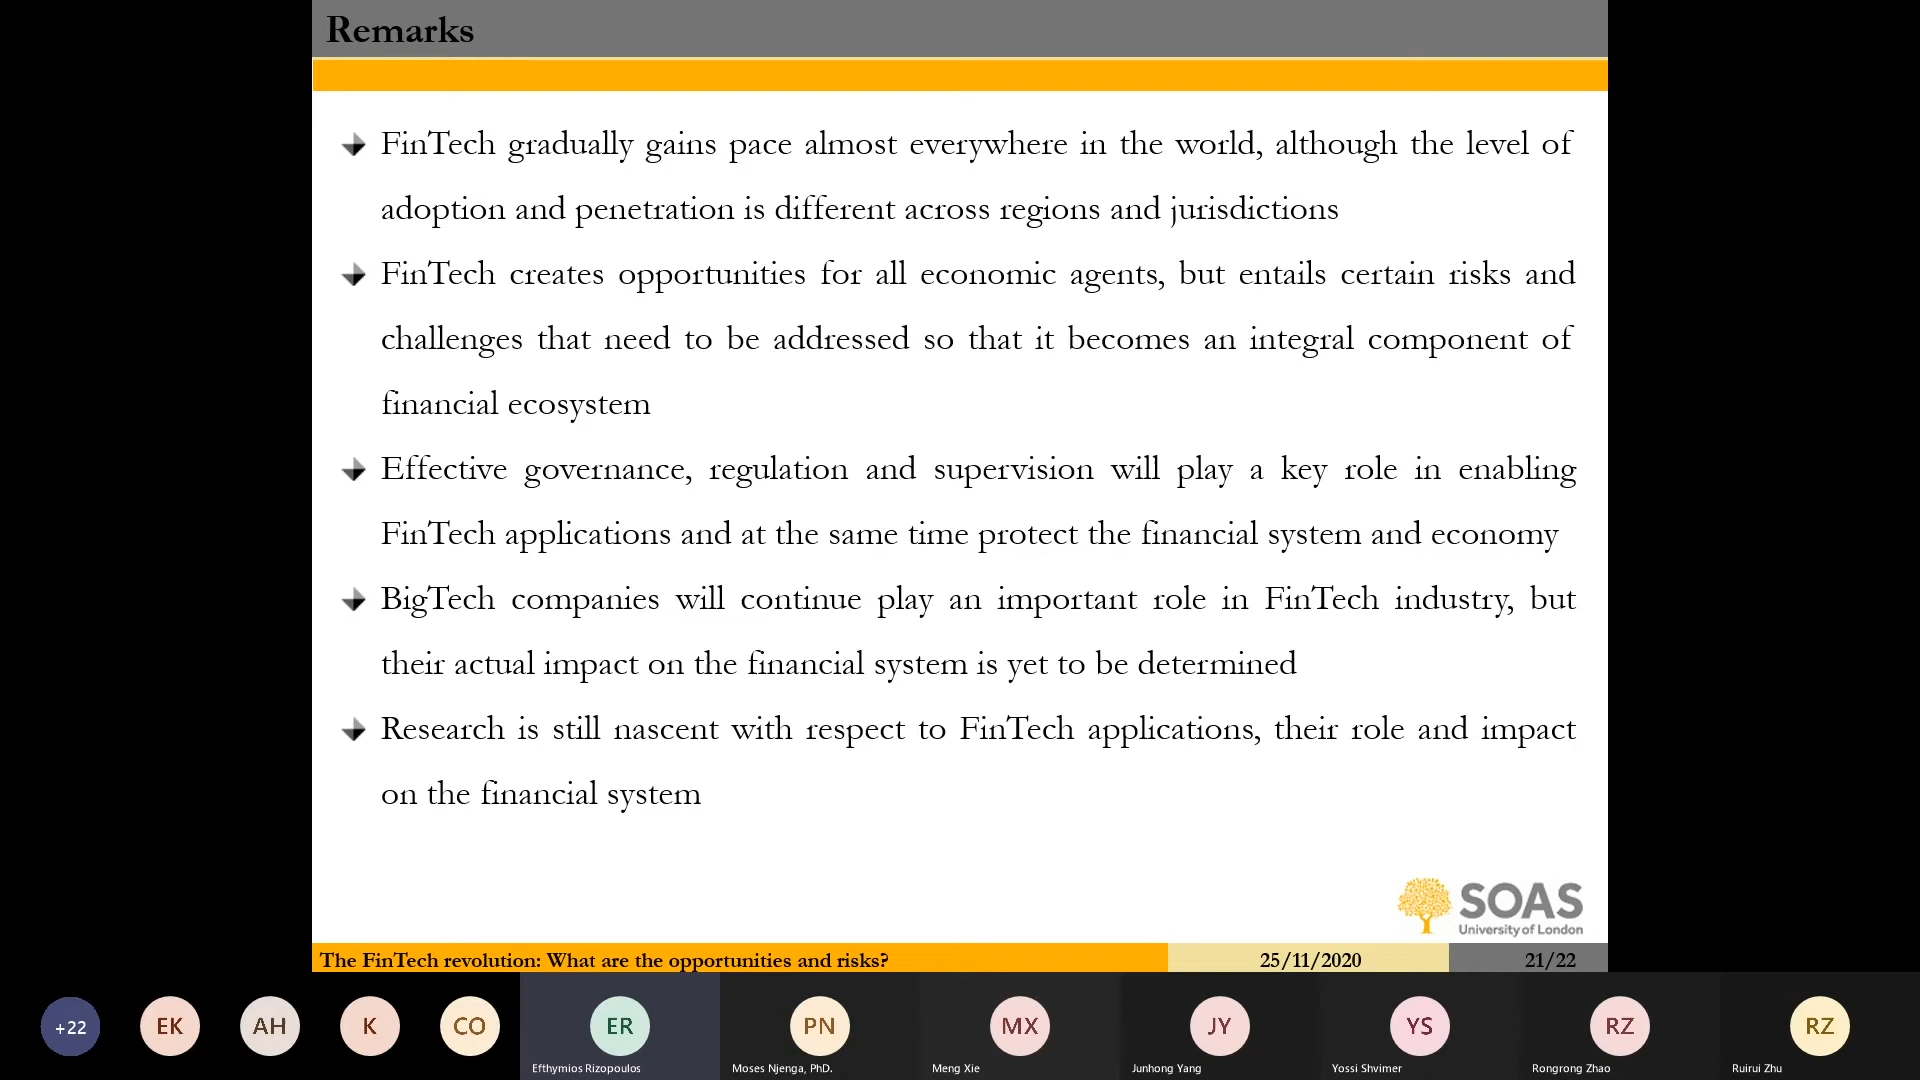 Remarks
FinTech gradually gains pace almost everywhere in the world, although the level of
adoption and penetration is different across regions and jurisdictions
FinTech creates opportunities for all economic agents, but entails certain risks and
challenges that need to be addressed so that it becomes an integral component of
financial ecosystem
Effective governance, regulation and supervision will play a key role in enabling
FinTech applications and at the same time protect the financial system and economy
BigTech companies will continue play an important role in FinTech industry, but
their actual impact on the financial system is yet to be determined
Research is still nascent with respect to FinTech applications, their role and impact
on the financial system
SOAS
University of London
The FinTech revolution: What are the opportunities and risks? 25/11/2020 21/22
+22 EK AH K CO ER PN MX JY YS RZ RZ
Efthymios Rizopoulos Moses Njenga, PhD. Meng Xie Junhong Yang Yossi Shvimer Rongrong Zhao Ruirui Zhu